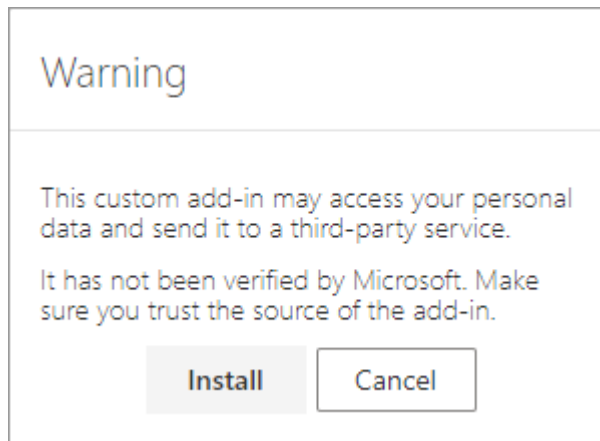 Warning
This custom add-in may access your personal
data and send it to a third-party service.
It has not been verified by Microsoft. Make
sure you trust the source of the add-in.
Install
Cancel